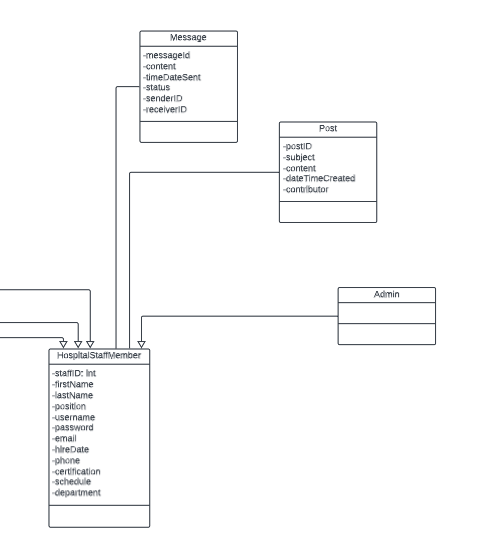 Message
-messageId
-content
-timeDateSent
-status
-senderID
-receiverID
Post
-postID
-subject
-content
-dateTimeCreated
-contributor
Admin
HospitalStaffMember
-staffID: Int
-firstName
-lastName
-position
-username
-password
-email
-hireDate
-phone
-certification
-schedule
-department